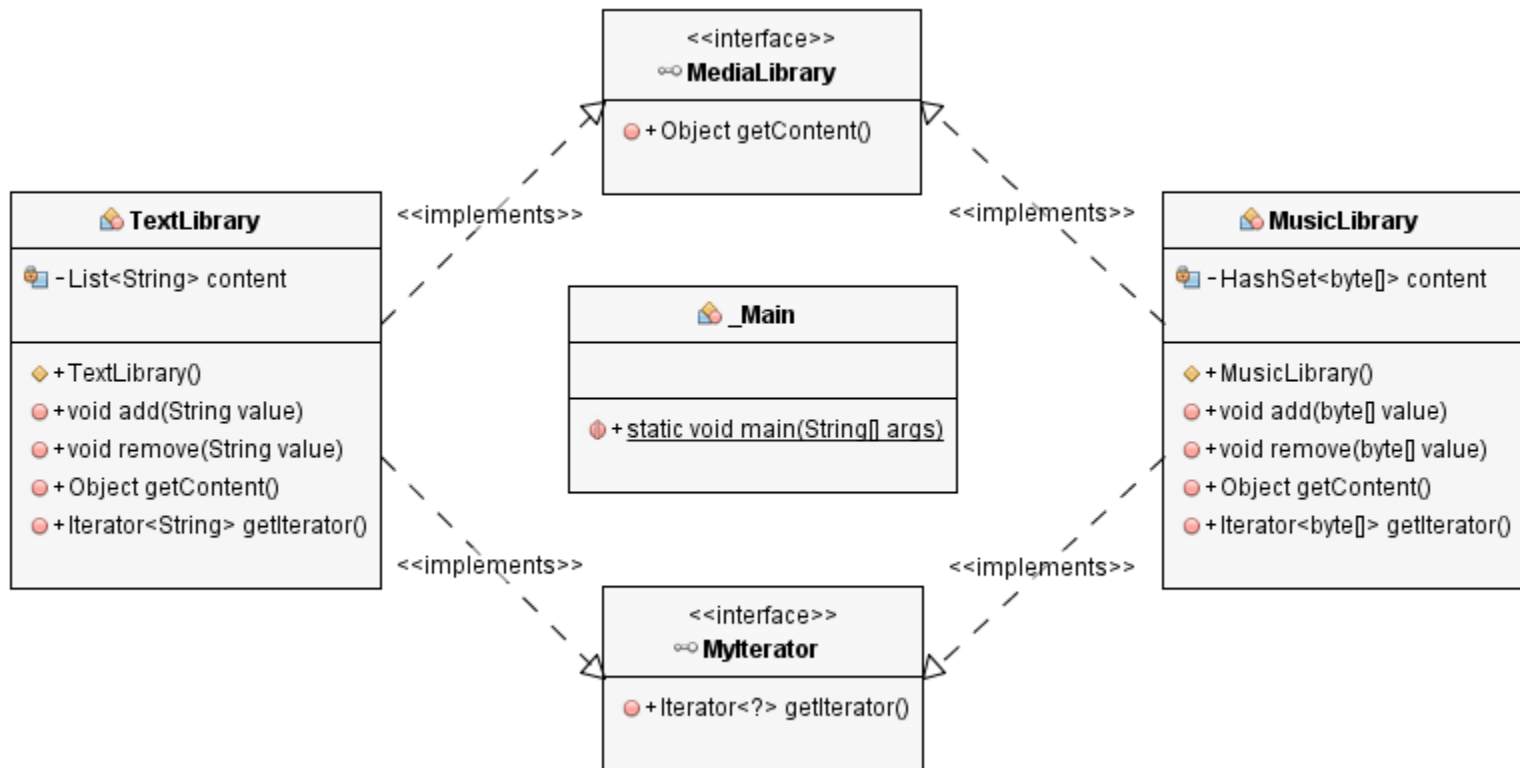 <<interface>>
MediaLibrary
+Object getContent()
<<implements>>
<<implements>>
TextLibrary
-List<String> content
+TextLibrary()
+void add(String value)
+void remove(String value)
+Object getContent()
+Iterator<String> getIterator()
_Main
+static void main(String[] args)
MusicLibrary
-HashSet<byte[]> content
+MusicLibrary()
+void add(byte[] value)
+void remove(byte[] value)
+Object getContent()
+Iterator<byte[]> getIterator()
<<implements>>
<<implements>>
<<interface>>
MyIterator
+Iterator<?> getIterator()